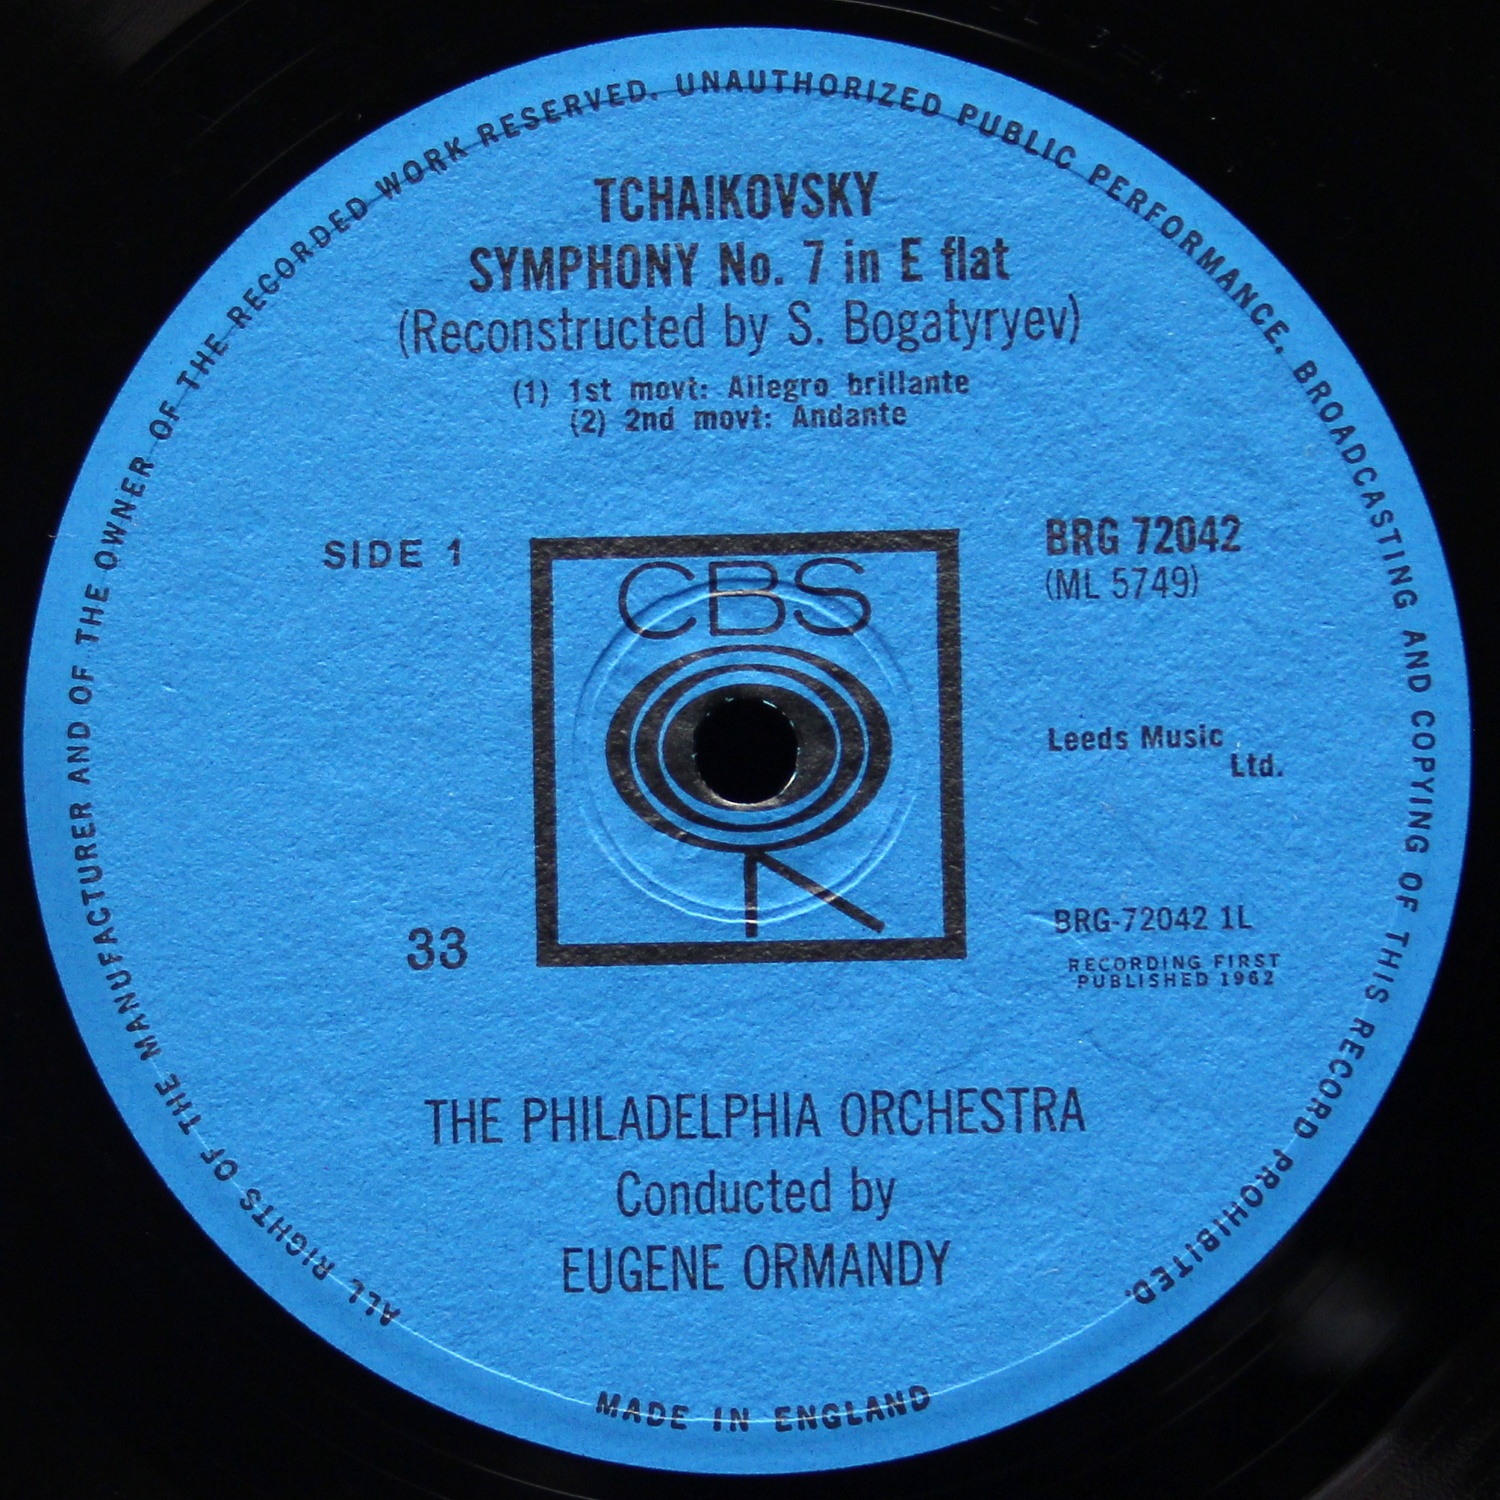 ALL RIGHTS OF THE MANUFACTURER AND OF THE OWNER OF THE RECORDED WORK RESERVED. UNAUTHORIZED PUBLIC PERFORMANCE, BROADCASTING AND COPYING OF THIS RECORD PROHIBITED.
TCHAIKOVSKY
SYMPHONY No. 7 in E flat
(Reconstructed by S. Bogatyryev)
(1) 1st movt: Allegro brillante
(2) 2nd movt: Andante
SIDE 1
CBS
BRG 72042
(ML 5749)
Leeds Music
Ltd.
33
BRG-72042 1L
RECORDING FIRST
PUBLISHED 1962
THE PHILADELPHIA ORCHESTRA
Conducted by
EUGENE ORMANDY
MADE IN ENGLAND